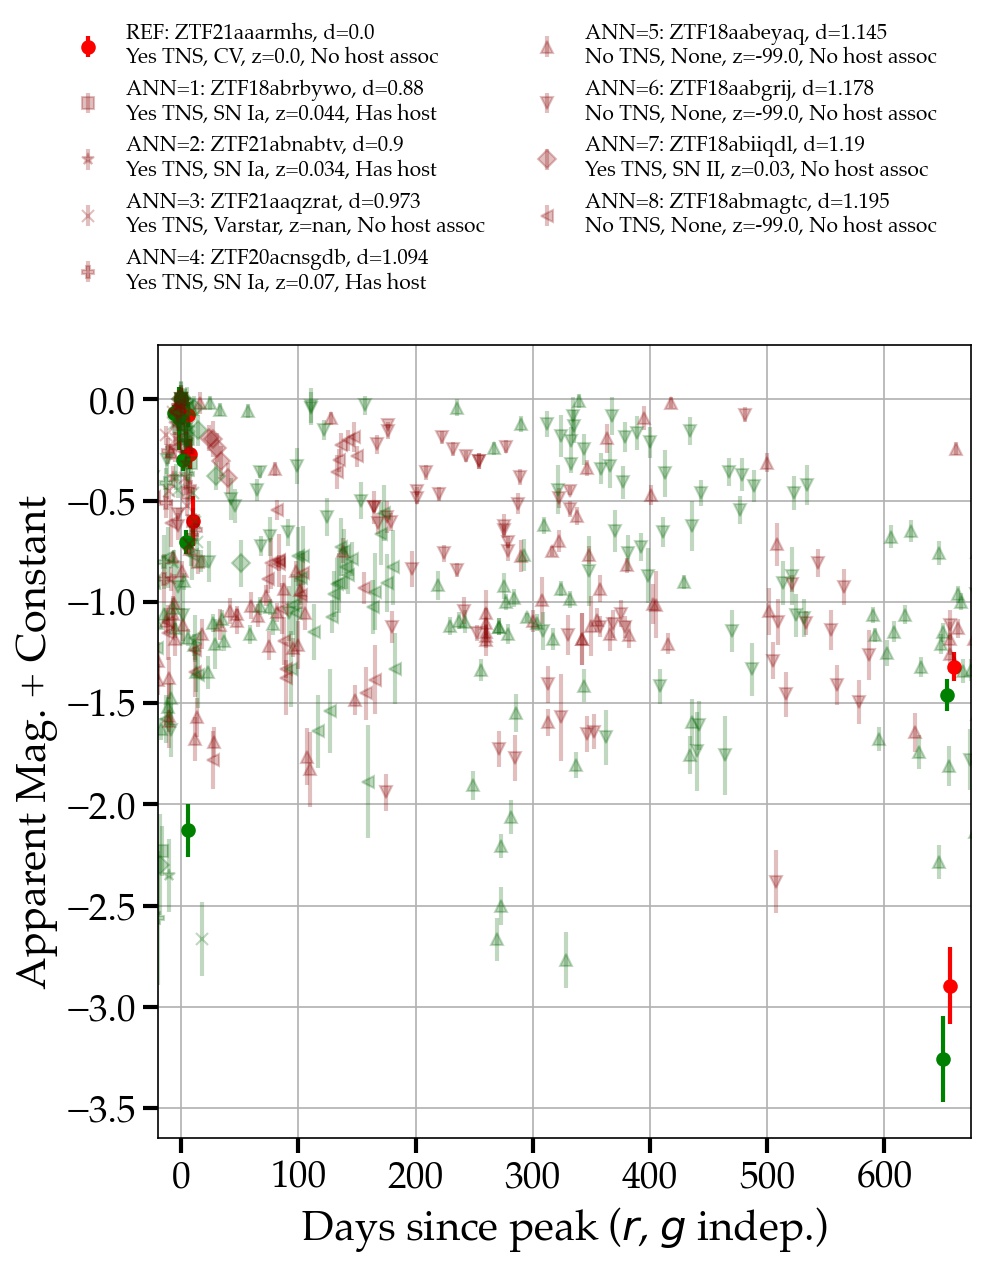 REF: ZTF21aaarmhs, d=0.0
Yes TNS, CV, z=0.0, No host assoc
ANN=1: ZTF18abrbywo, d=0.88
Yes TNS, SN Ia, z=0.044, Has host
ANN=2: ZTF21abnabtv, d=0.9
Yes TNS, SN Ia, z=0.034, Has host
ANN=3: ZTF21aaqzrat, d=0.973
Yes TNS, Varstar, z=nan, No host assoc
ANN=4: ZTF20acnsgdb, d=1.094
Yes TNS, SN Ia, z=0.07, Has host
ANN=5: ZTF18aabeyaq, d=1.145
No TNS, None, z=-99.0, No host assoc
ANN=6: ZTF18aabgrij, d=1.178
No TNS, None, z=-99.0, No host assoc
ANN=7: ZTF18abiiqdl, d=1.19
Yes TNS, SN II, z=0.03, No host assoc
ANN=8: ZTF18abmagtc, d=1.195
No TNS, None, z=-99.0, No host assoc
Apparent Mag. + Constant
0.0
−0.5
−1.0
−1.5
−2.0
−2.5
−3.0
−3.5
0 100 200 300 400 500 600
Days since peak (r, g indep.)